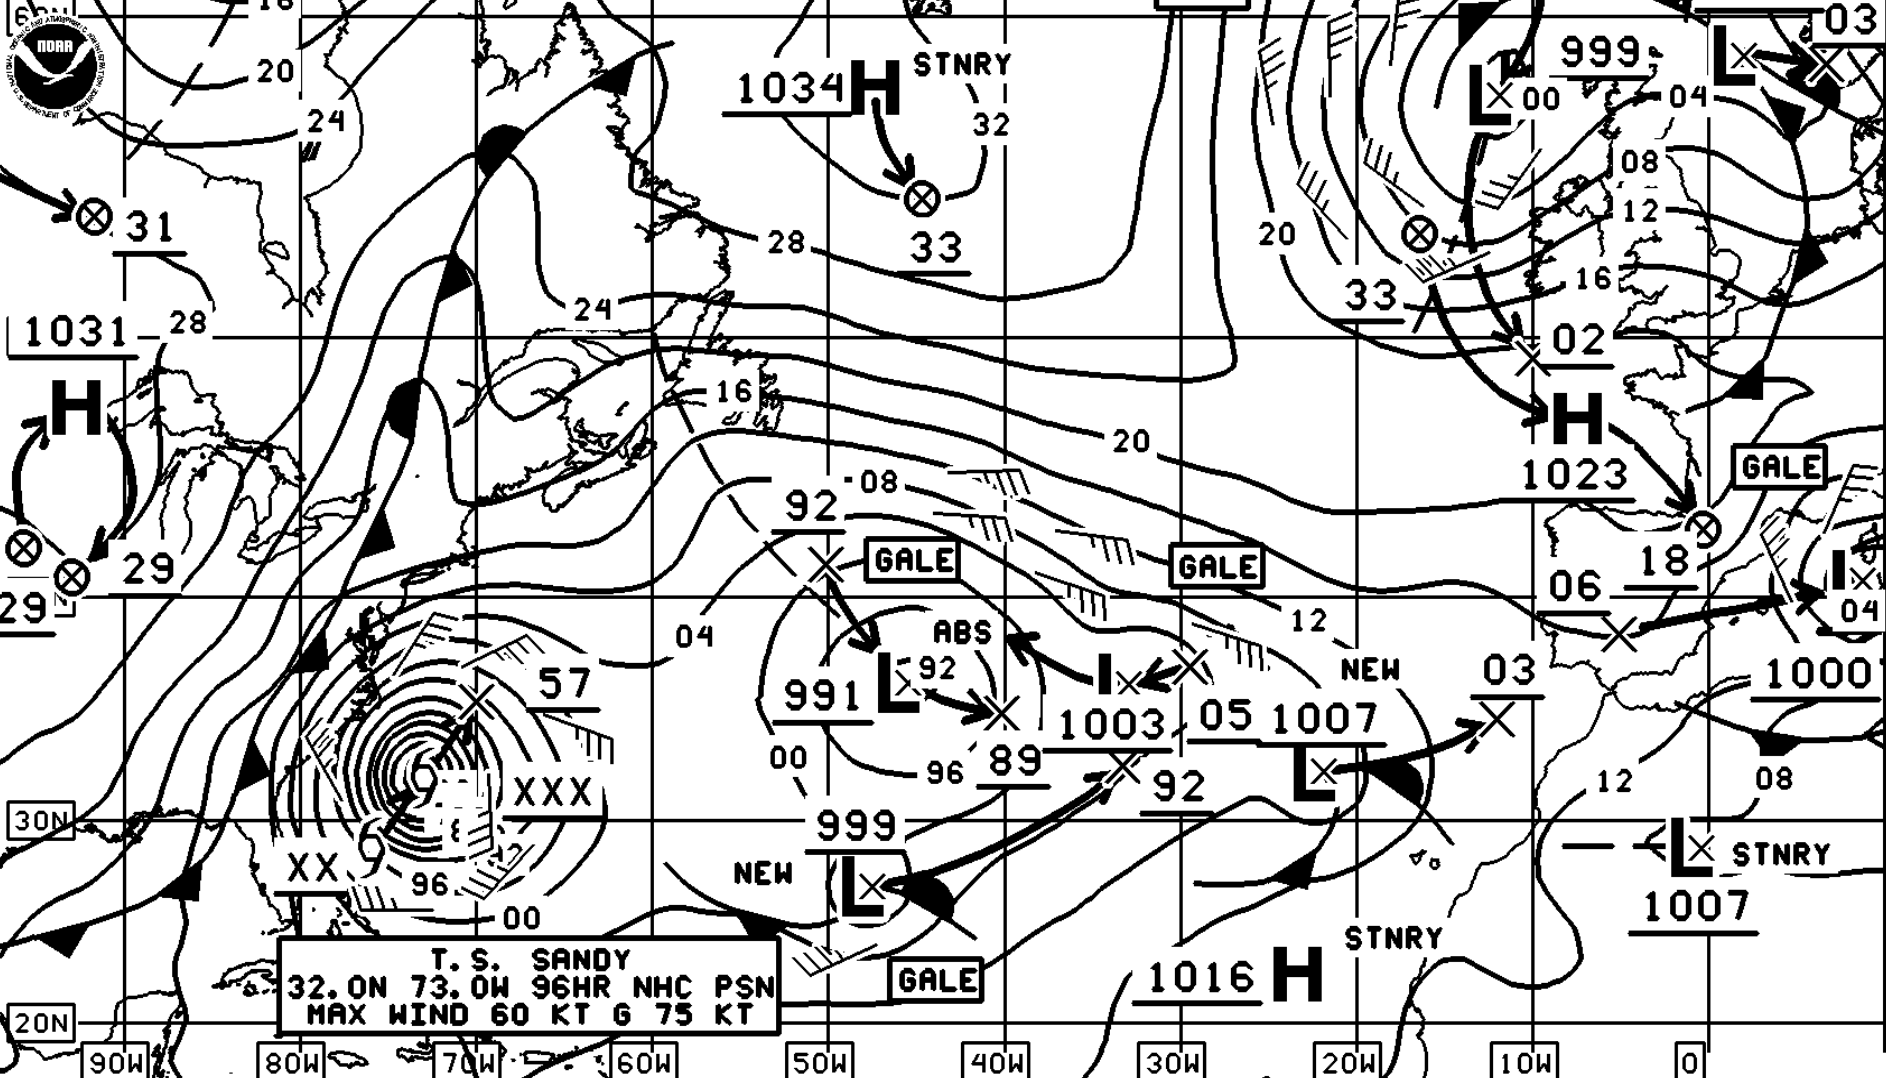 NOAA
20
24
1034 H STNRY
32
999
L 00
L
03
04
08
12
16
20
31
28
33
33
28
24
1031
H
02
H
1023
16
20
GALE
18
29
29
92
08
GALE
GALE
06
04
12
ABS
NEW
03
1000
57
991
L 92
1003
05
1007
L
00
96
89
92
XXX
12
08
30N
999
NEW
L
XX
96
00
L STNRY
1007
STNRY
1016 H
GALE
T.S. SANDY
32.0N 73.0W 96HR NHC PSN
MAX WIND 60 KT G 75 KT
20N
90W 80W 70W 60W 50W 40W 30W 20W 10W 0
04